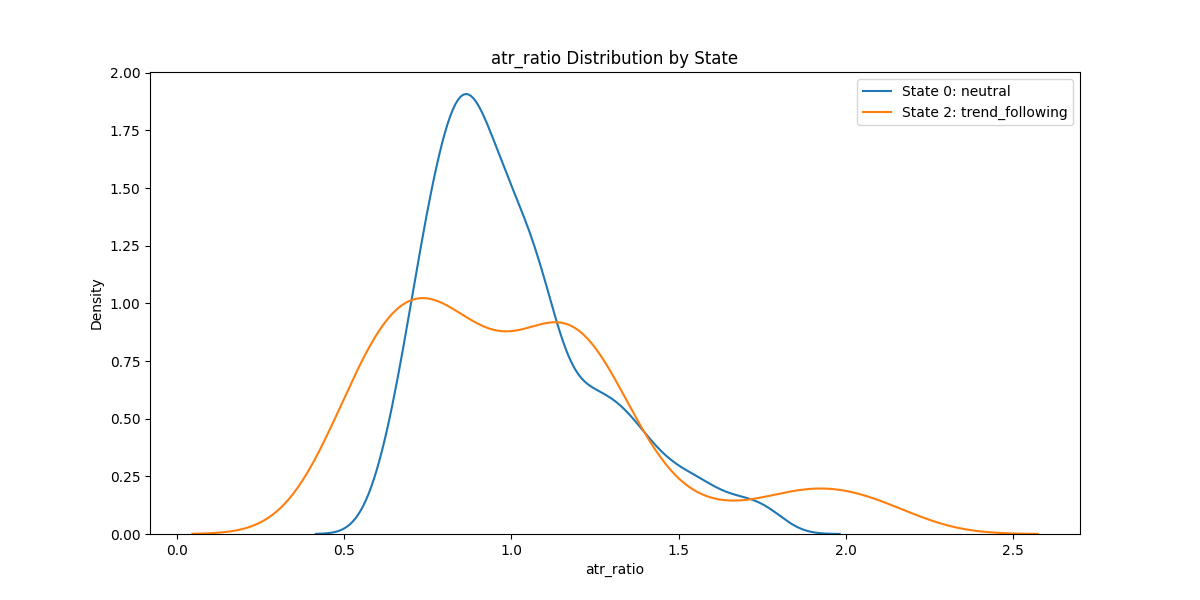 atr_ratio Distribution by State
State 0: neutral
State 2: trend_following
2.00
1.75
1.50
1.25
1.00
0.75
0.50
0.25
0.00
Density
0.0 0.5 1.0 1.5 2.0 2.5
atr_ratio